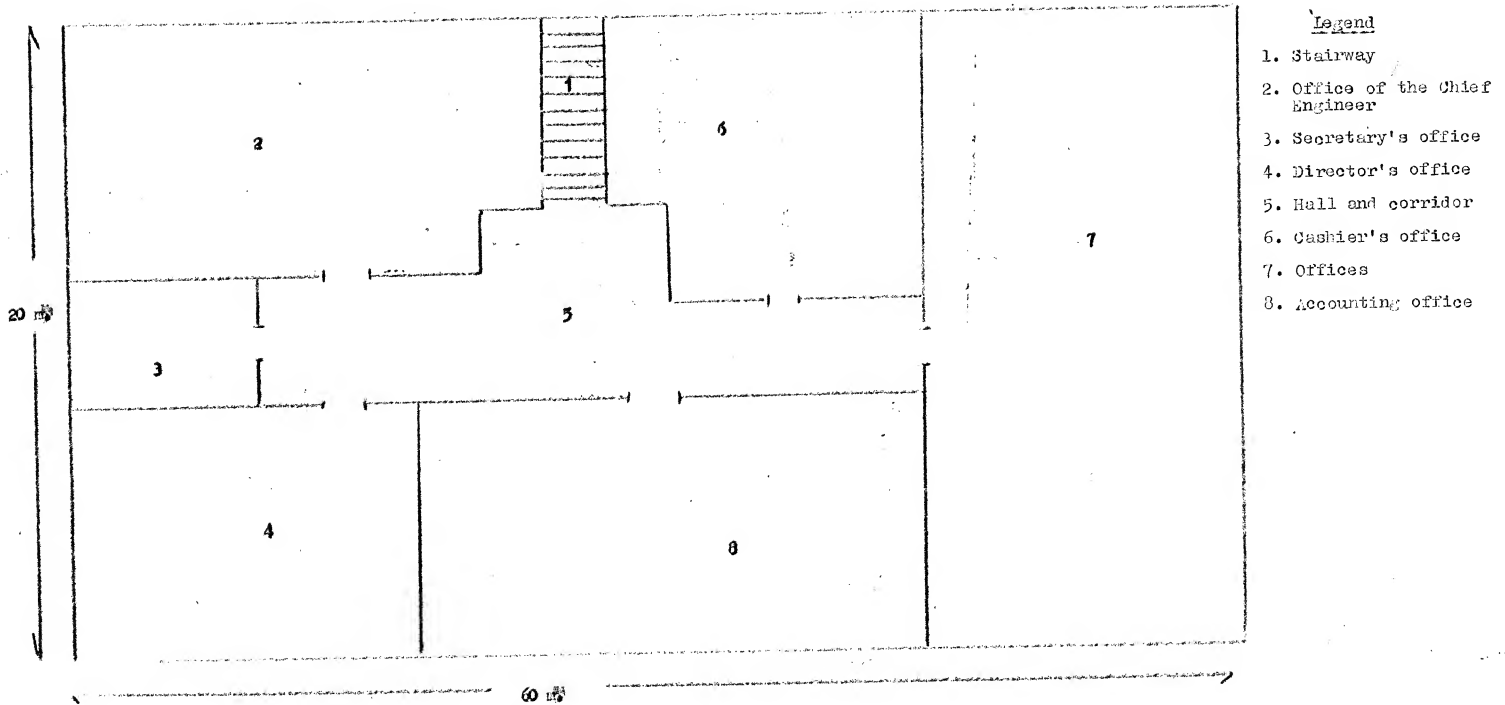 Legend
1. Stairway
2. Office of the Chief
Engineer
3. Secretary's office
4. Director's office
5. Hall and corridor
6. Cashier's office
7. Offices
8. Accounting office
1
2
6
7
5
3
4
8
20
60